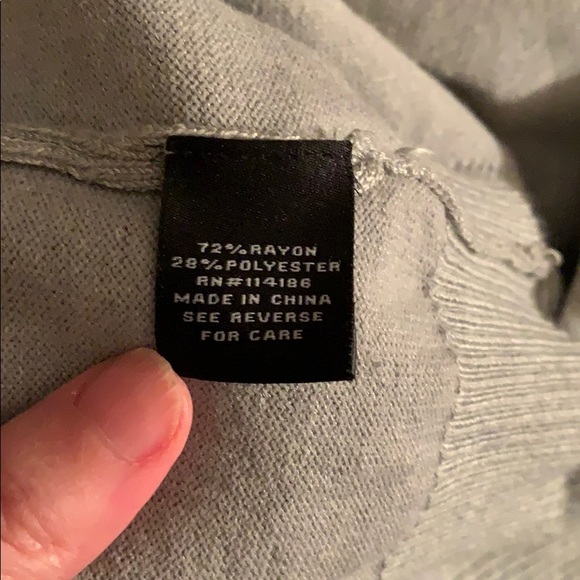 72%RAYON
28%POLYESTER
RN#114186
MADE IN CHINA
SEE REVERSE
FOR CARE